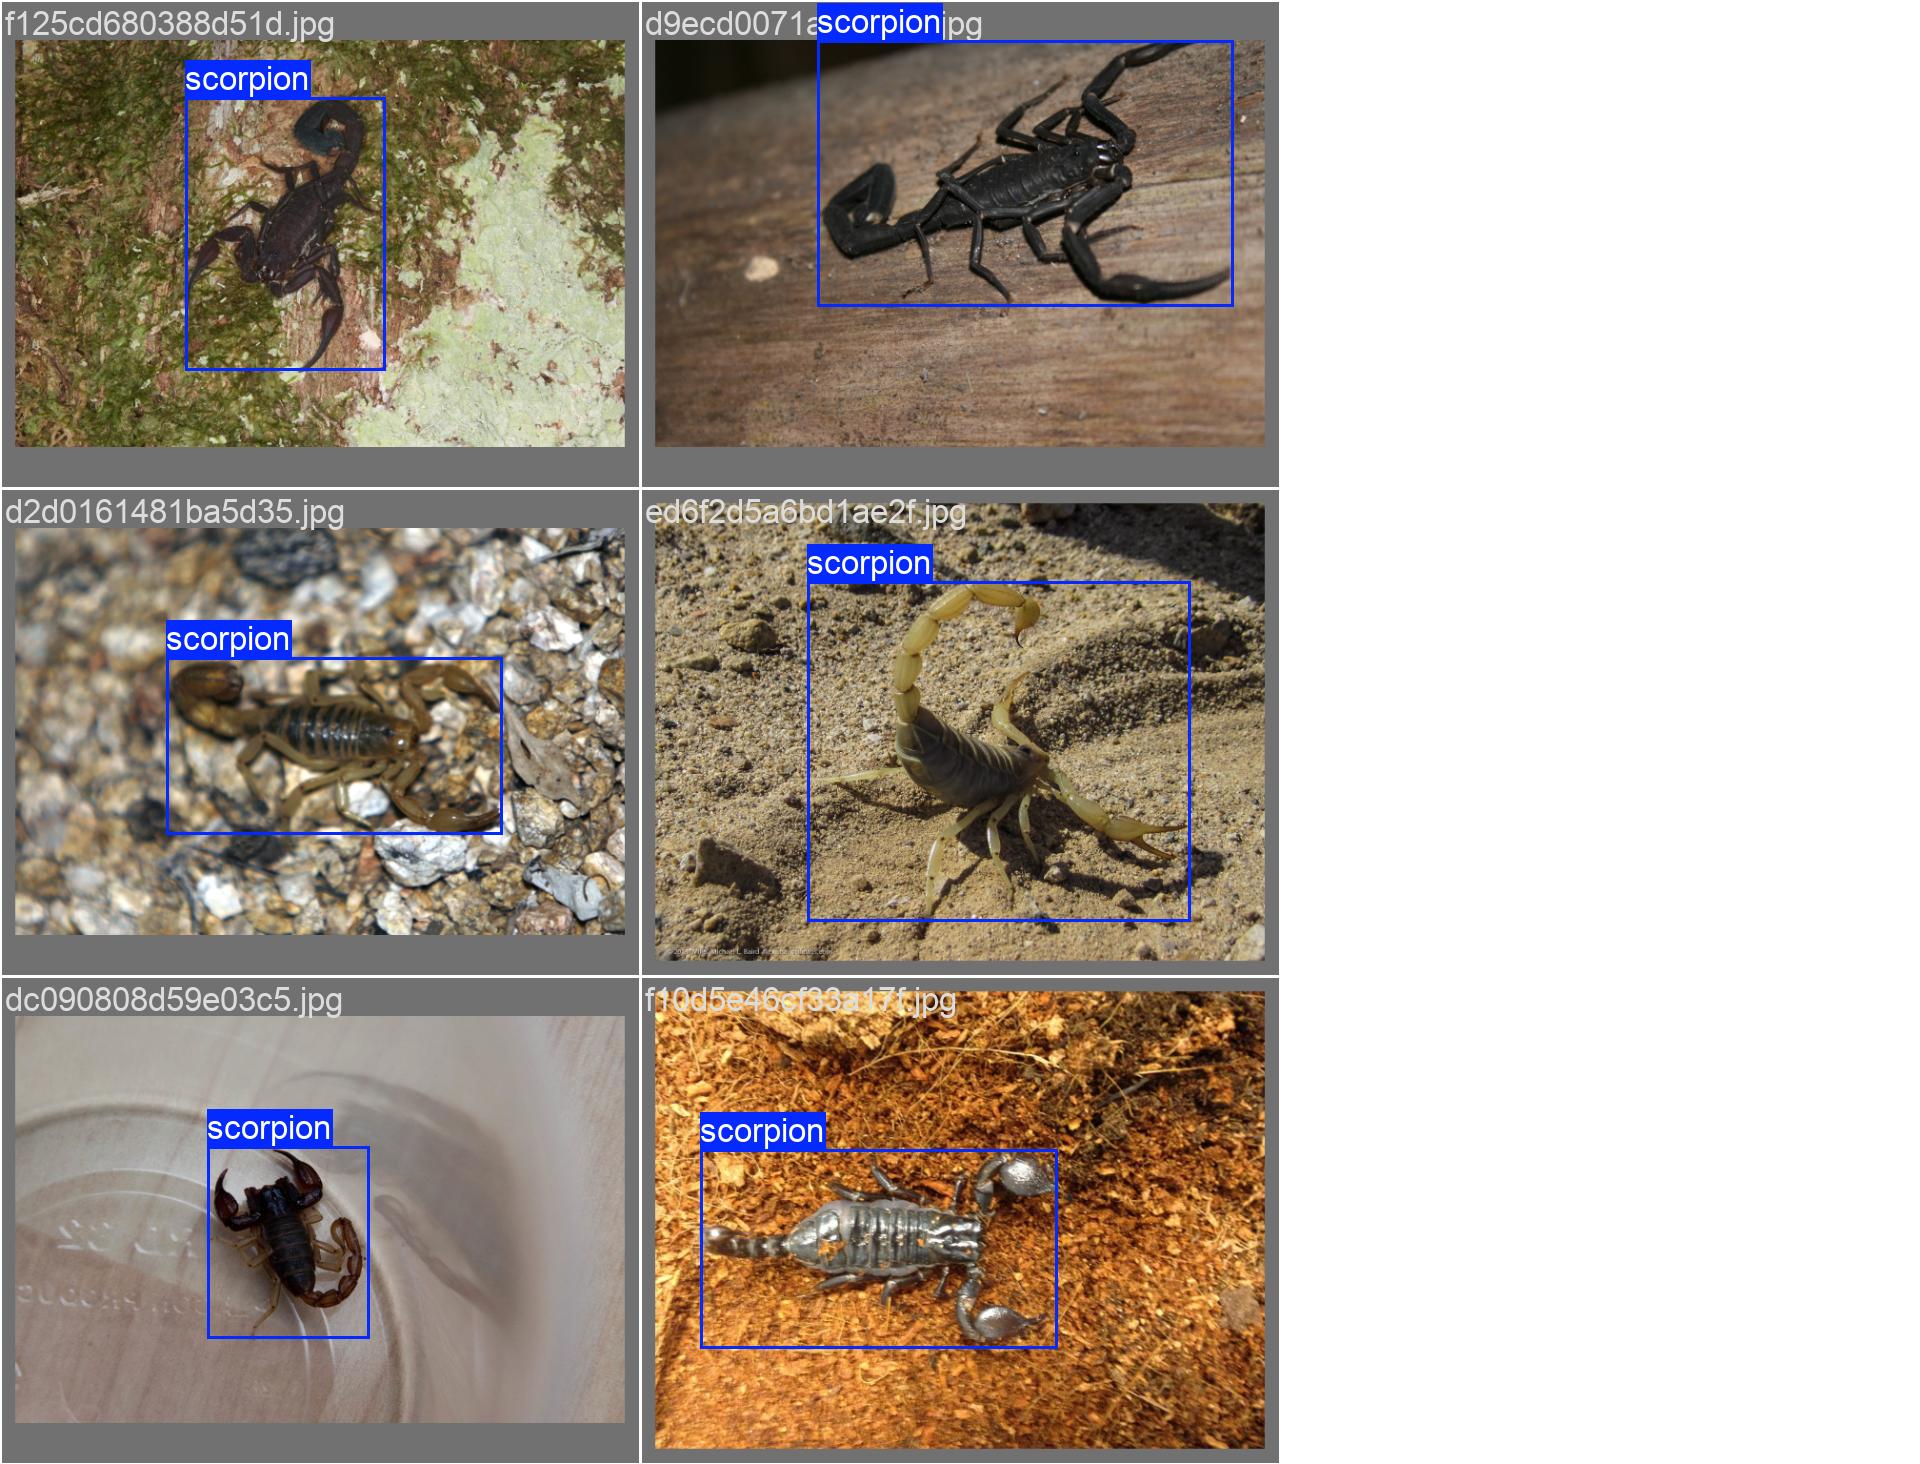 f125cd680388d51d.jpg
scorpion
d9ecd0071a
scorpion
jpg
d2d0161481ba5d35.jpg
scorpion
ed6f2d5a6bd1ae2f.jpg
scorpion
dc090808d59e03c5.jpg
scorpion
f10d5e46cf33a17f.jpg
scorpion